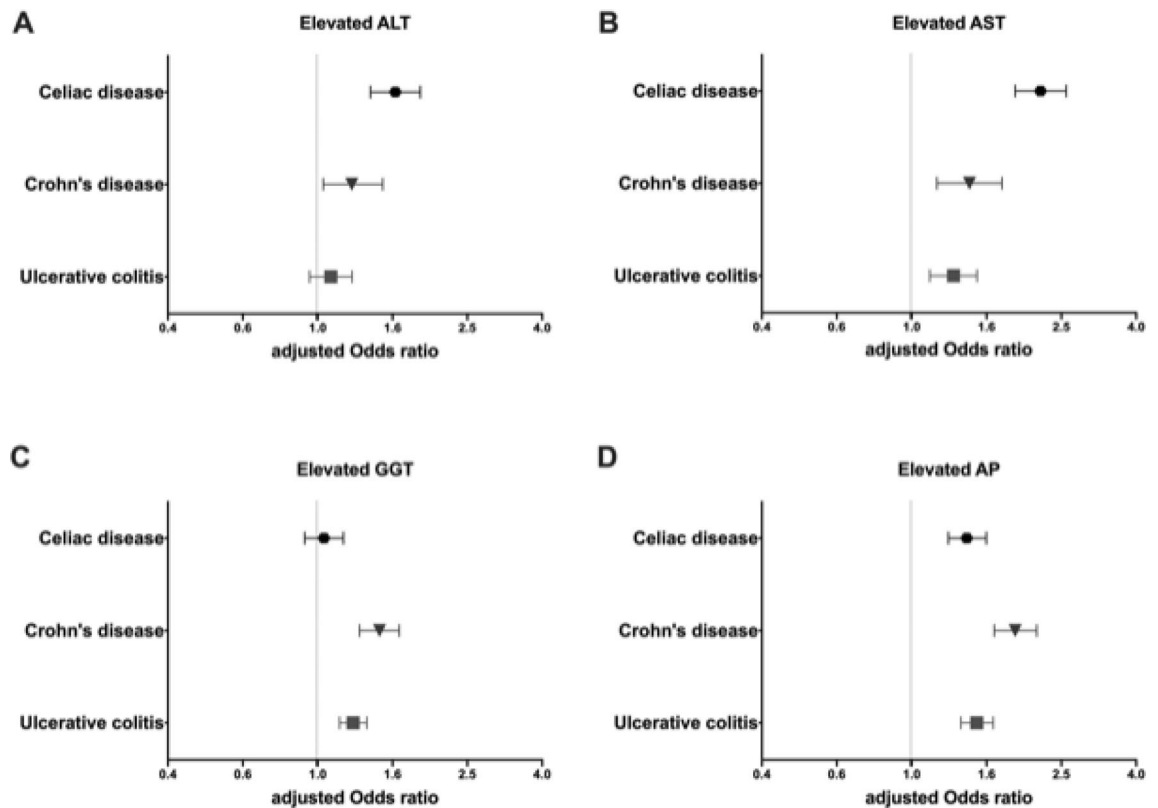 A
Elevated ALT
Celiac disease
Crohn's disease
Ulcerative colitis
0.4 0.6 1.0 1.6 2.5 4.0
adjusted Odds ratio
B
Elevated AST
Celiac disease
Crohn's disease
Ulcerative colitis
0.4 0.6 1.0 1.6 2.5 4.0
adjusted Odds ratio
C
Elevated GGT
Celiac disease
Crohn's disease
Ulcerative colitis
0.4 0.6 1.0 1.6 2.5 4.0
adjusted Odds ratio
D
Elevated AP
Celiac disease
Crohn's disease
Ulcerative colitis
0.4 0.6 1.0 1.6 2.5 4.0
adjusted Odds ratio